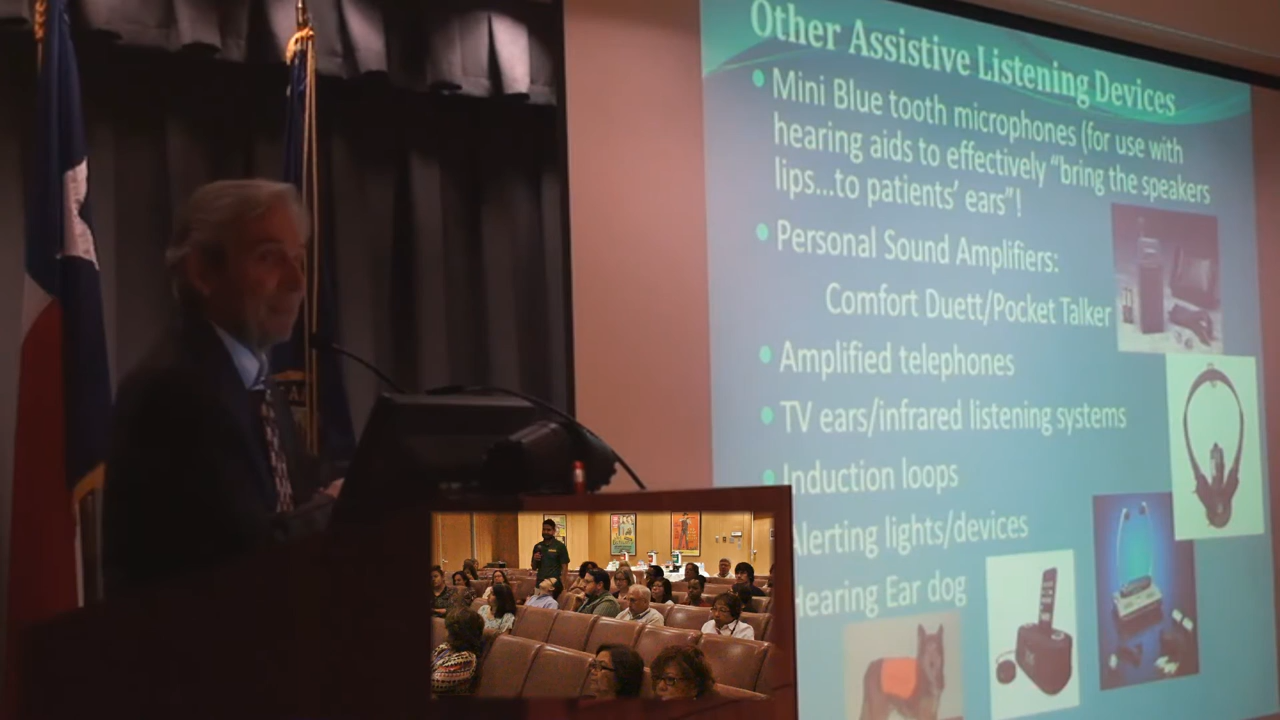 Other Assistive Listening Devices
• Mini Blue tooth microphones (for use with
hearing aids to effectively “bring the speakers
lips...to patients’ ears”!
• Personal Sound Amplifiers:
Comfort Duett/Pocket Talker
• Amplified telephones
• TV ears/infrared listening systems
• Induction loops
Alerting lights/devices
Hearing Ear dog